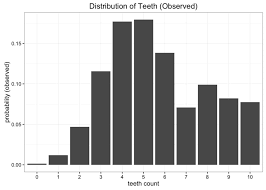 Distribution of Teeth (Observed)
probability (observed)
0.15
0.10
0.05
0.00
0 1 2 3 4 5 6 7 8 9 10
teeth count